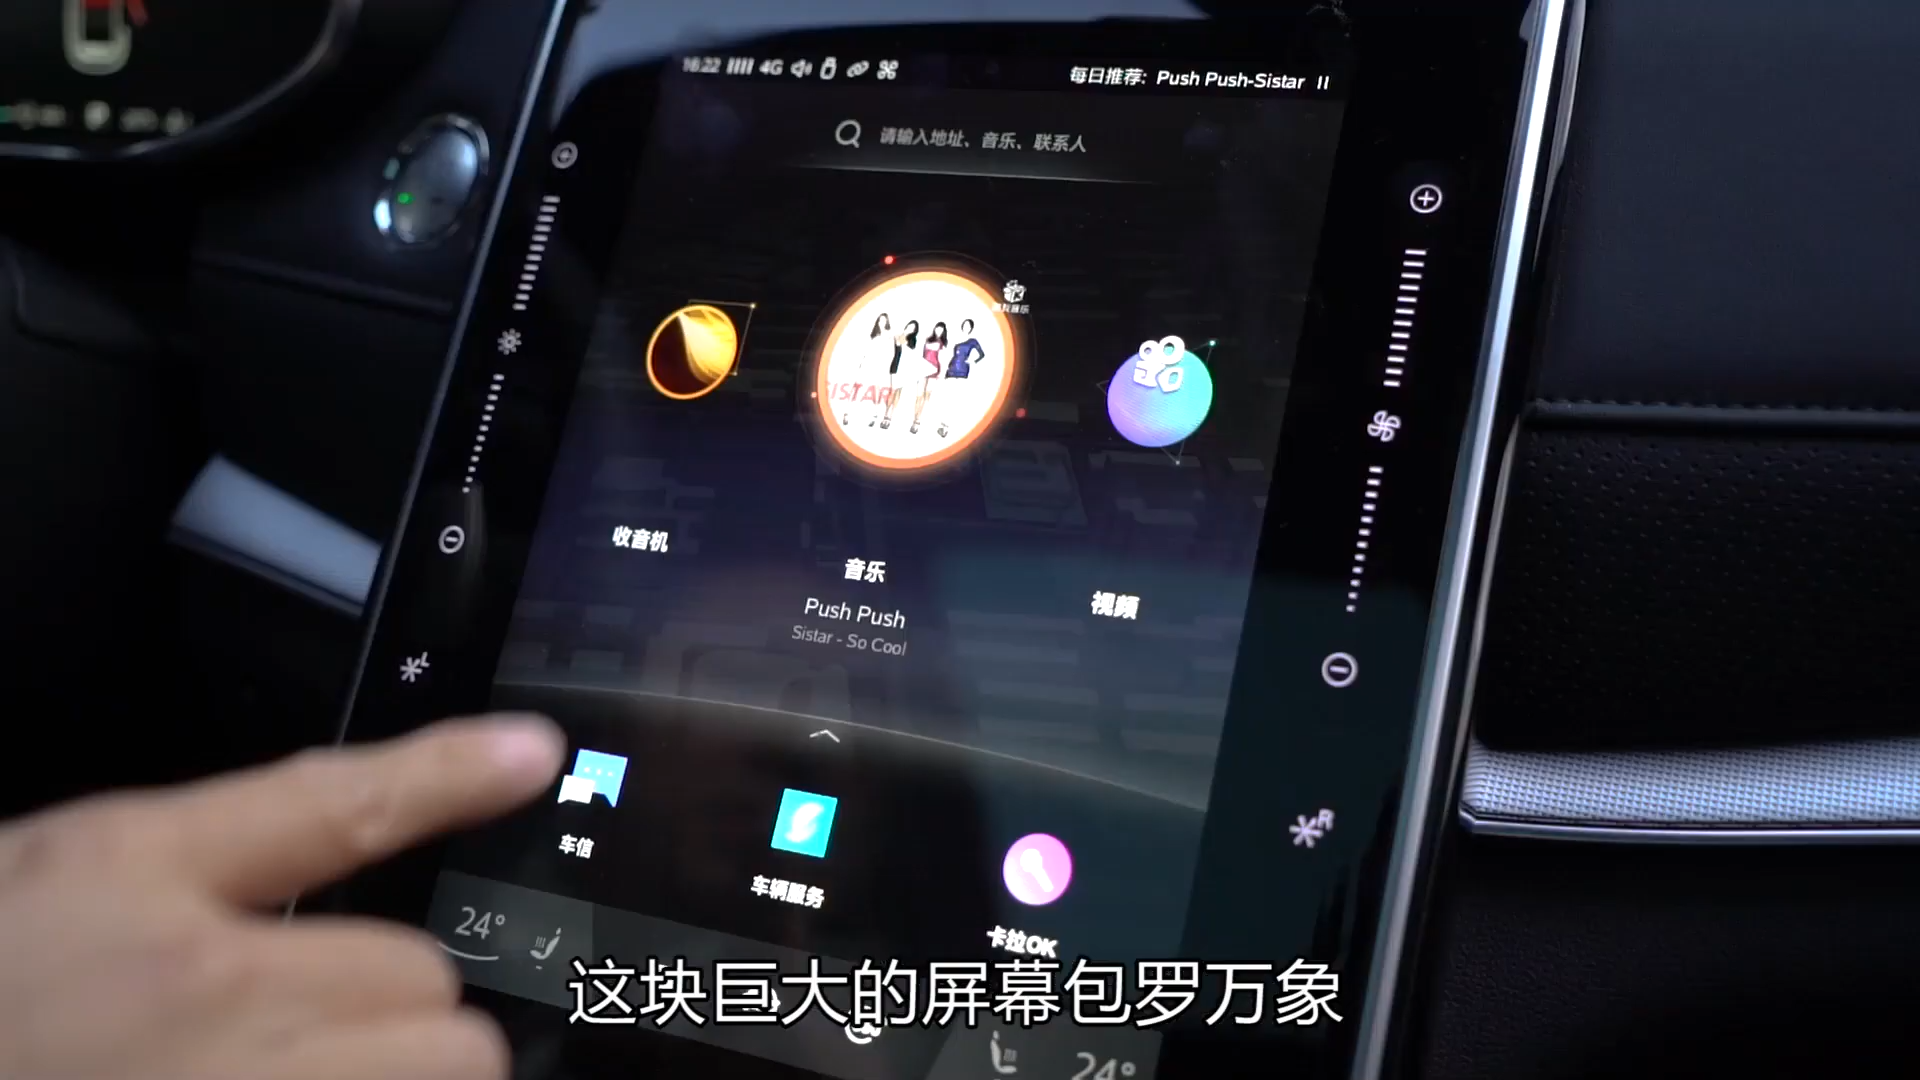 16:22 4G
每日推荐: Push Push-Sistar
请输入地址、音乐、联系人
SISTAR
收音机
音乐
视频
Push Push
Sistar - So Cool
L
R
车信
车辆服务
卡拉OK
24°
24°
这块巨大的屏幕包罗万象